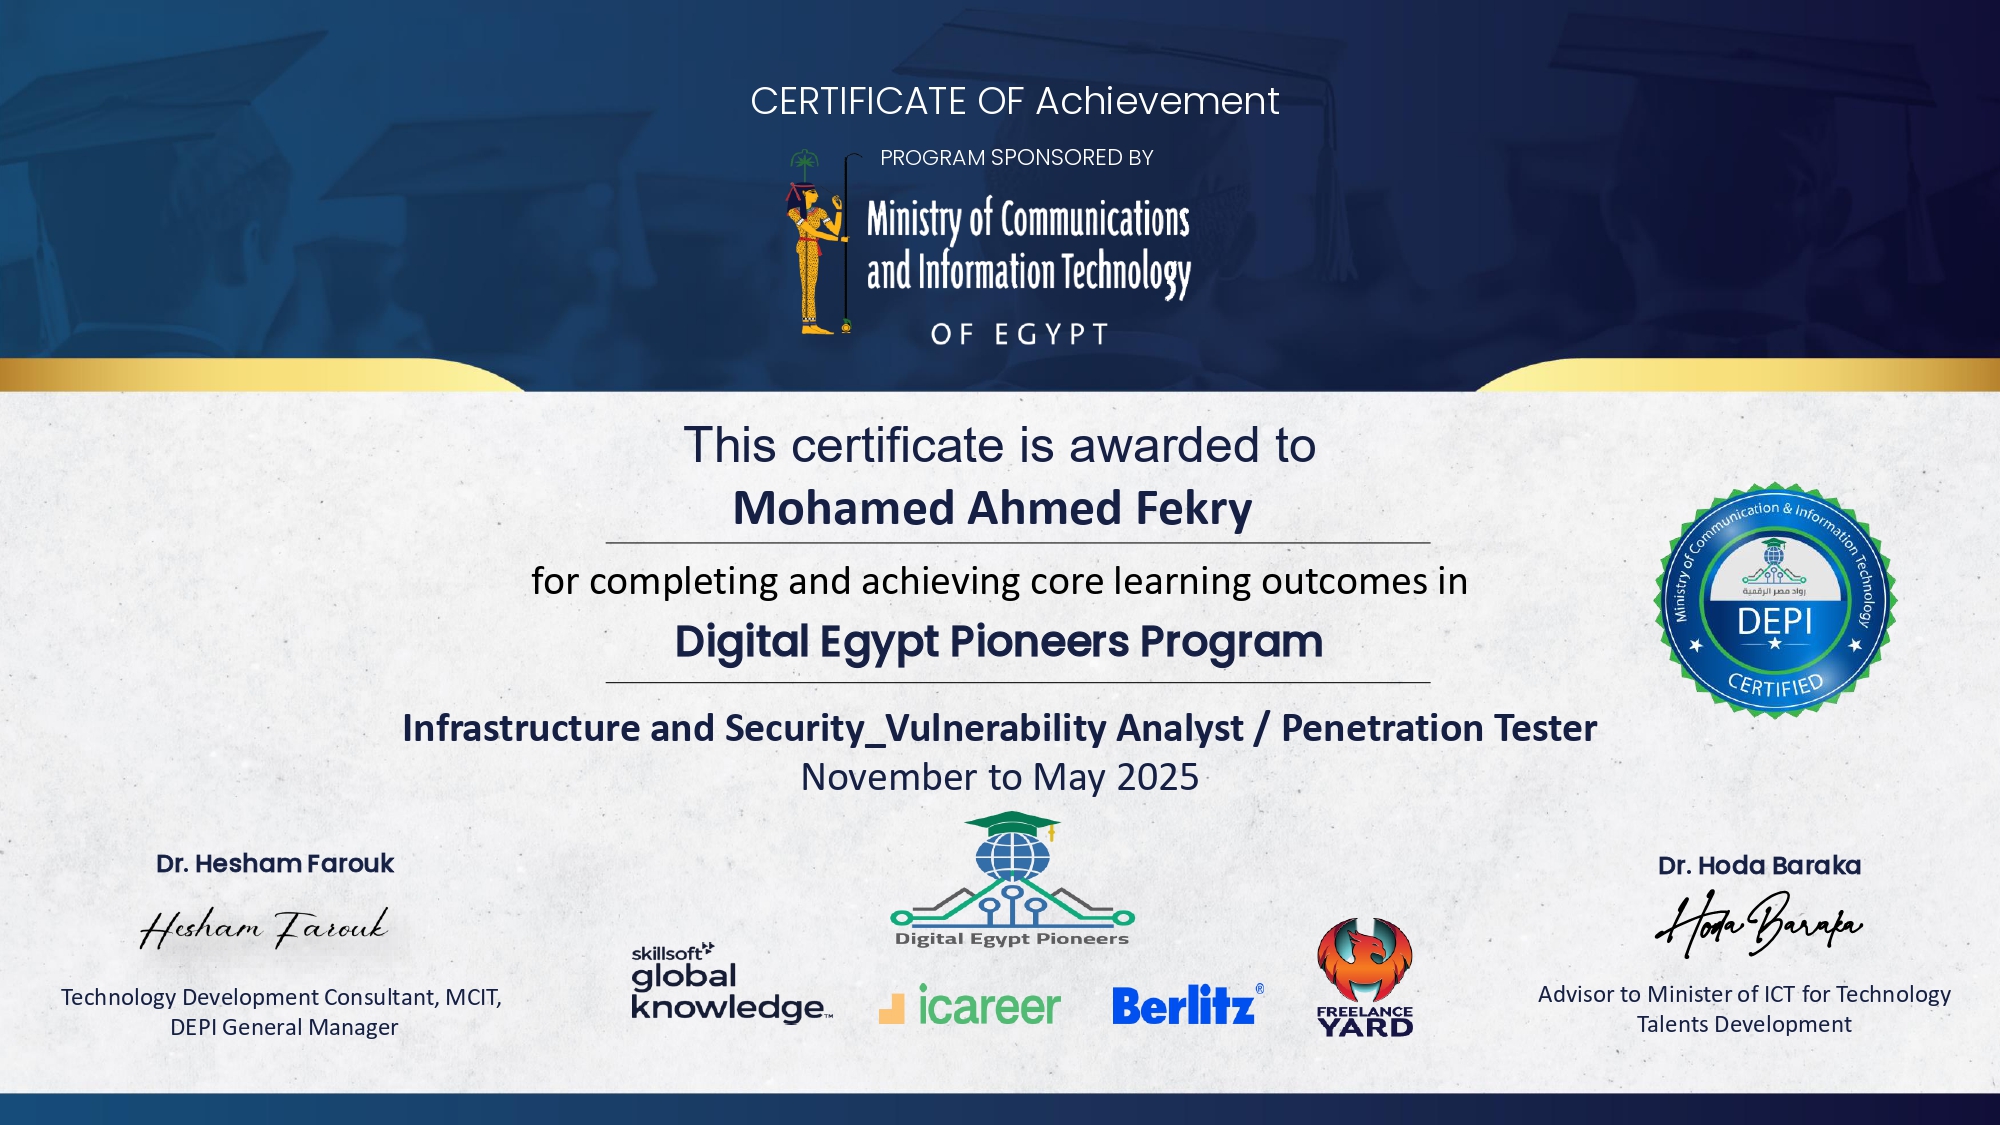 CERTIFICATE OF Achievement
PROGRAM SPONSORED BY
Ministry of Communications
and Information Technology
OF EGYPT
This certificate is awarded to
Mohamed Ahmed Fekry
for completing and achieving core learning outcomes in
Digital Egypt Pioneers Program
Ministry of Communication & Information Technology
رواد مصر الرقمية
DEPI
CERTIFIED
Infrastructure and Security_Vulnerability Analyst / Penetration Tester
November to May 2025
Dr. Hesham Farouk
Hesham Farouk
Technology Development Consultant, MCIT,
DEPI General Manager
Digital Egypt Pioneers
skillsoft
global
knowledge™
icareer
Berlitz®
FREELANCE
YARD
Dr. Hoda Baraka
Hoda Baraka
Advisor to Minister of ICT for Technology
Talents Development